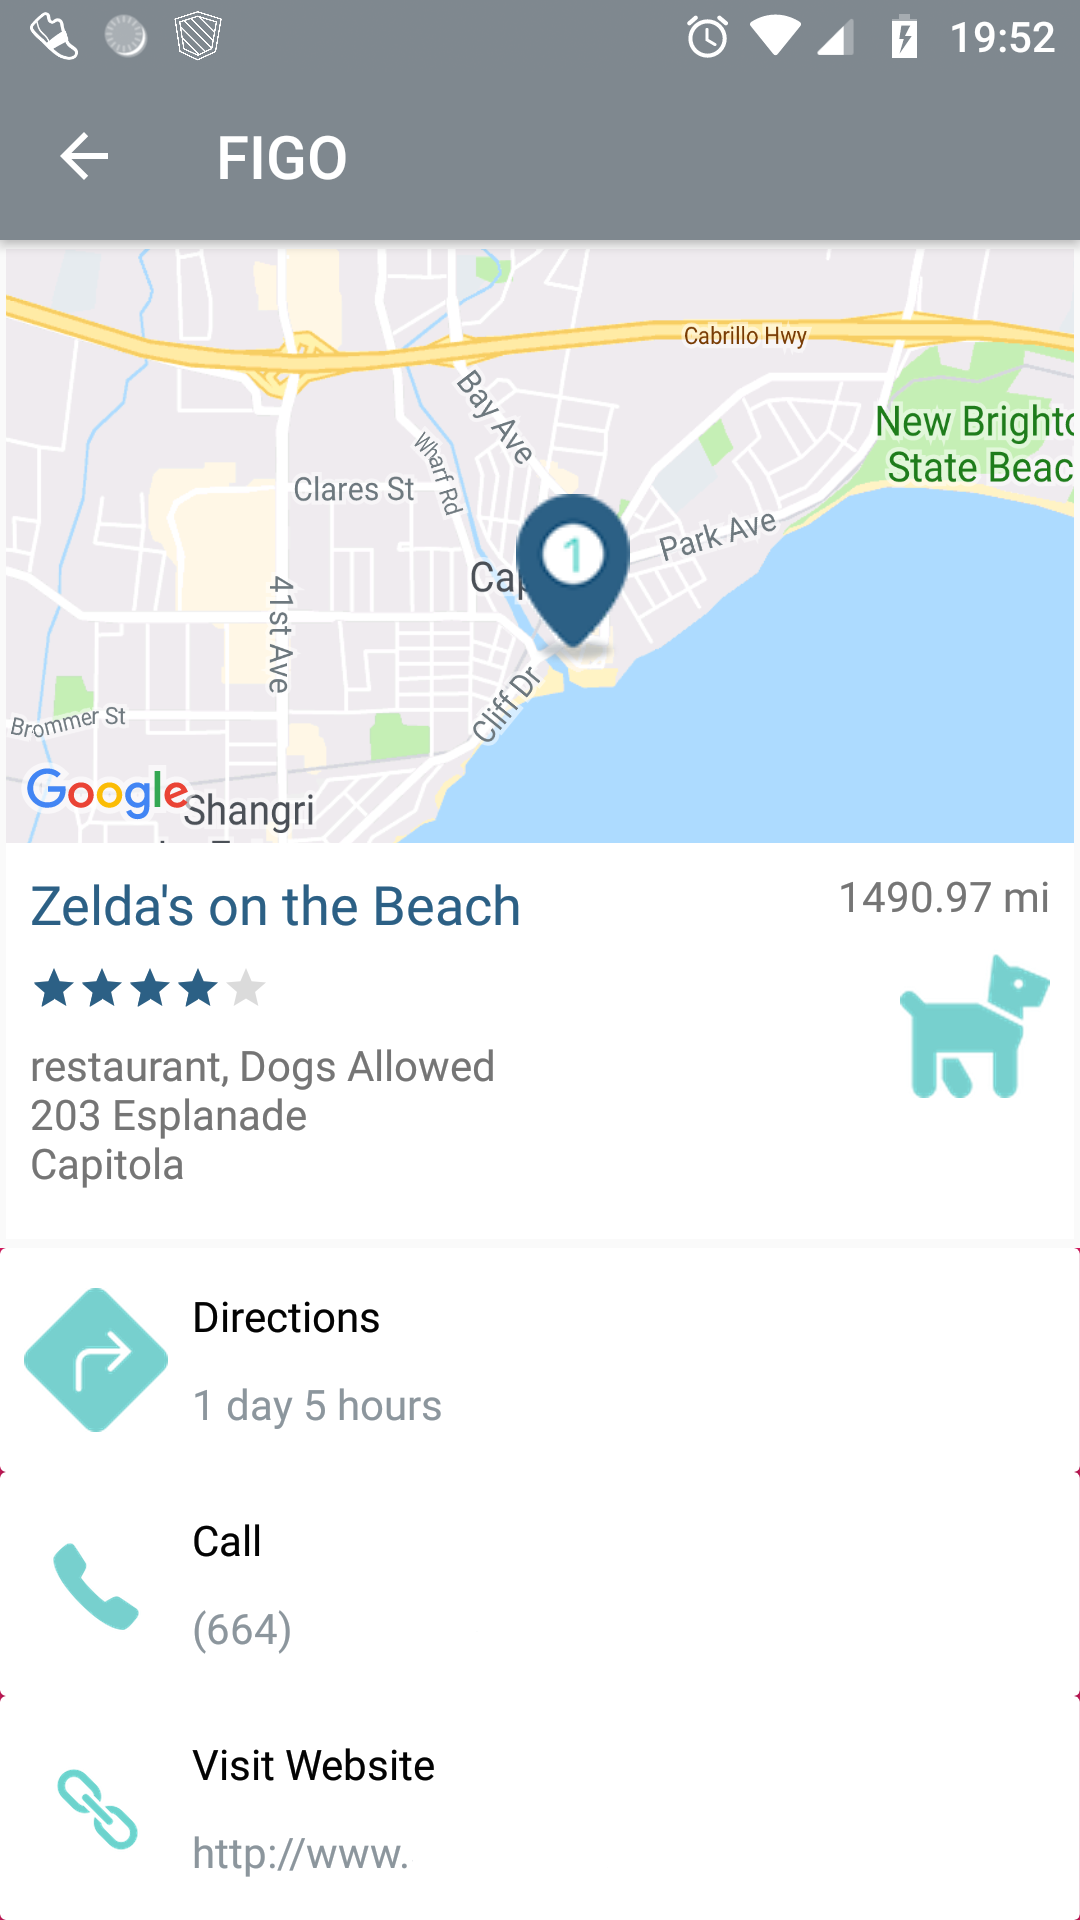 19:52
FIGO
Cabrillo Hwy
Bay Ave
New Brighto
State Beac
Wharf Rd
Clares St
Park Ave
1
Cap
41st Ave
Cliff Dr
Brommer St
Google
Shangri
Zelda's on the Beach
1490.97 mi
restaurant, Dogs Allowed
203 Esplanade
Capitola
Directions
1 day 5 hours
Call
(664)
Visit Website
http://www.